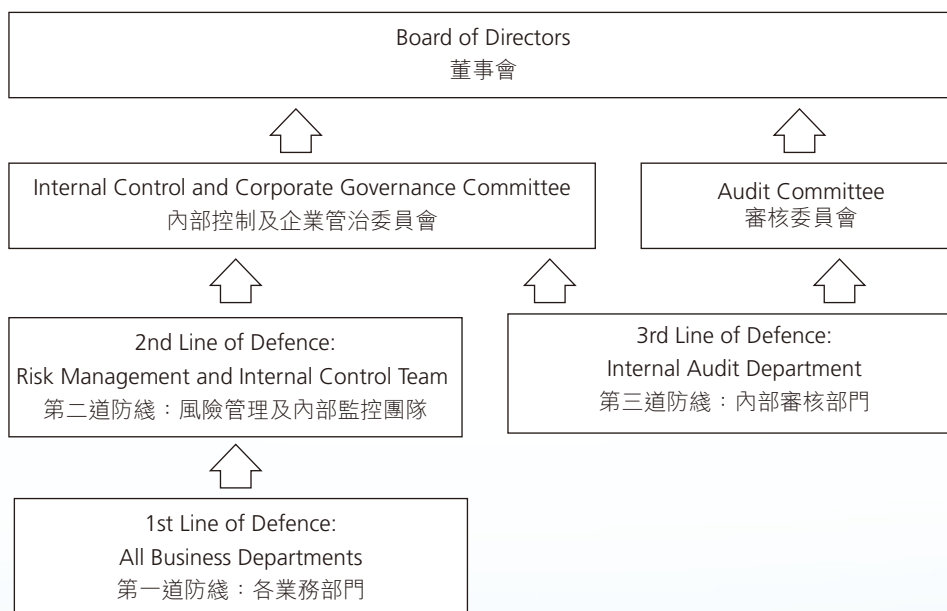 Board of Directors
董事會
Internal Control and Corporate Governance Committee
內部控制及企業管治委員會
Audit Committee
審核委員會
2nd Line of Defence:
Risk Management and Internal Control Team
第二道防綫：風險管理及內部監控團隊
3rd Line of Defence:
Internal Audit Department
第三道防綫：內部審核部門
1st Line of Defence:
All Business Departments
第一道防綫：各業務部門